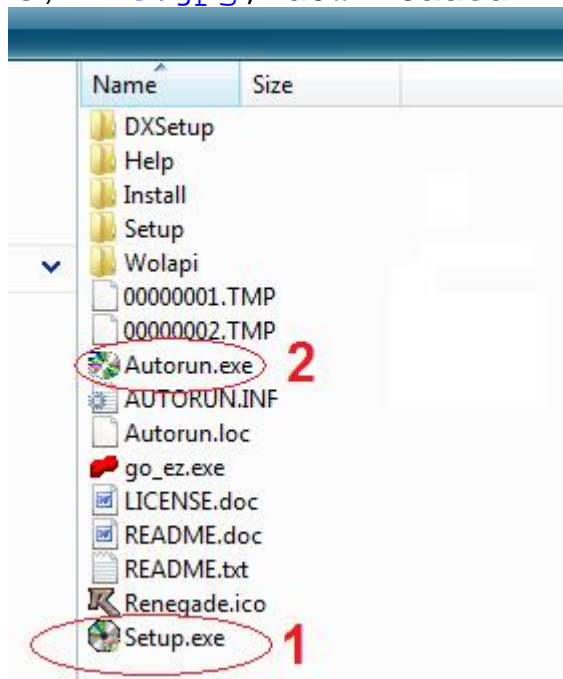 Name Size
DXSetup
Help
Install
Setup
Wolapi
00000001.TMP
00000002.TMP
Autorun.exe 2
AUTORUN.INF
Autorun.loc
go_ez.exe
LICENSE.doc
README.doc
README.txt
Renegade.ico
Setup.exe 1